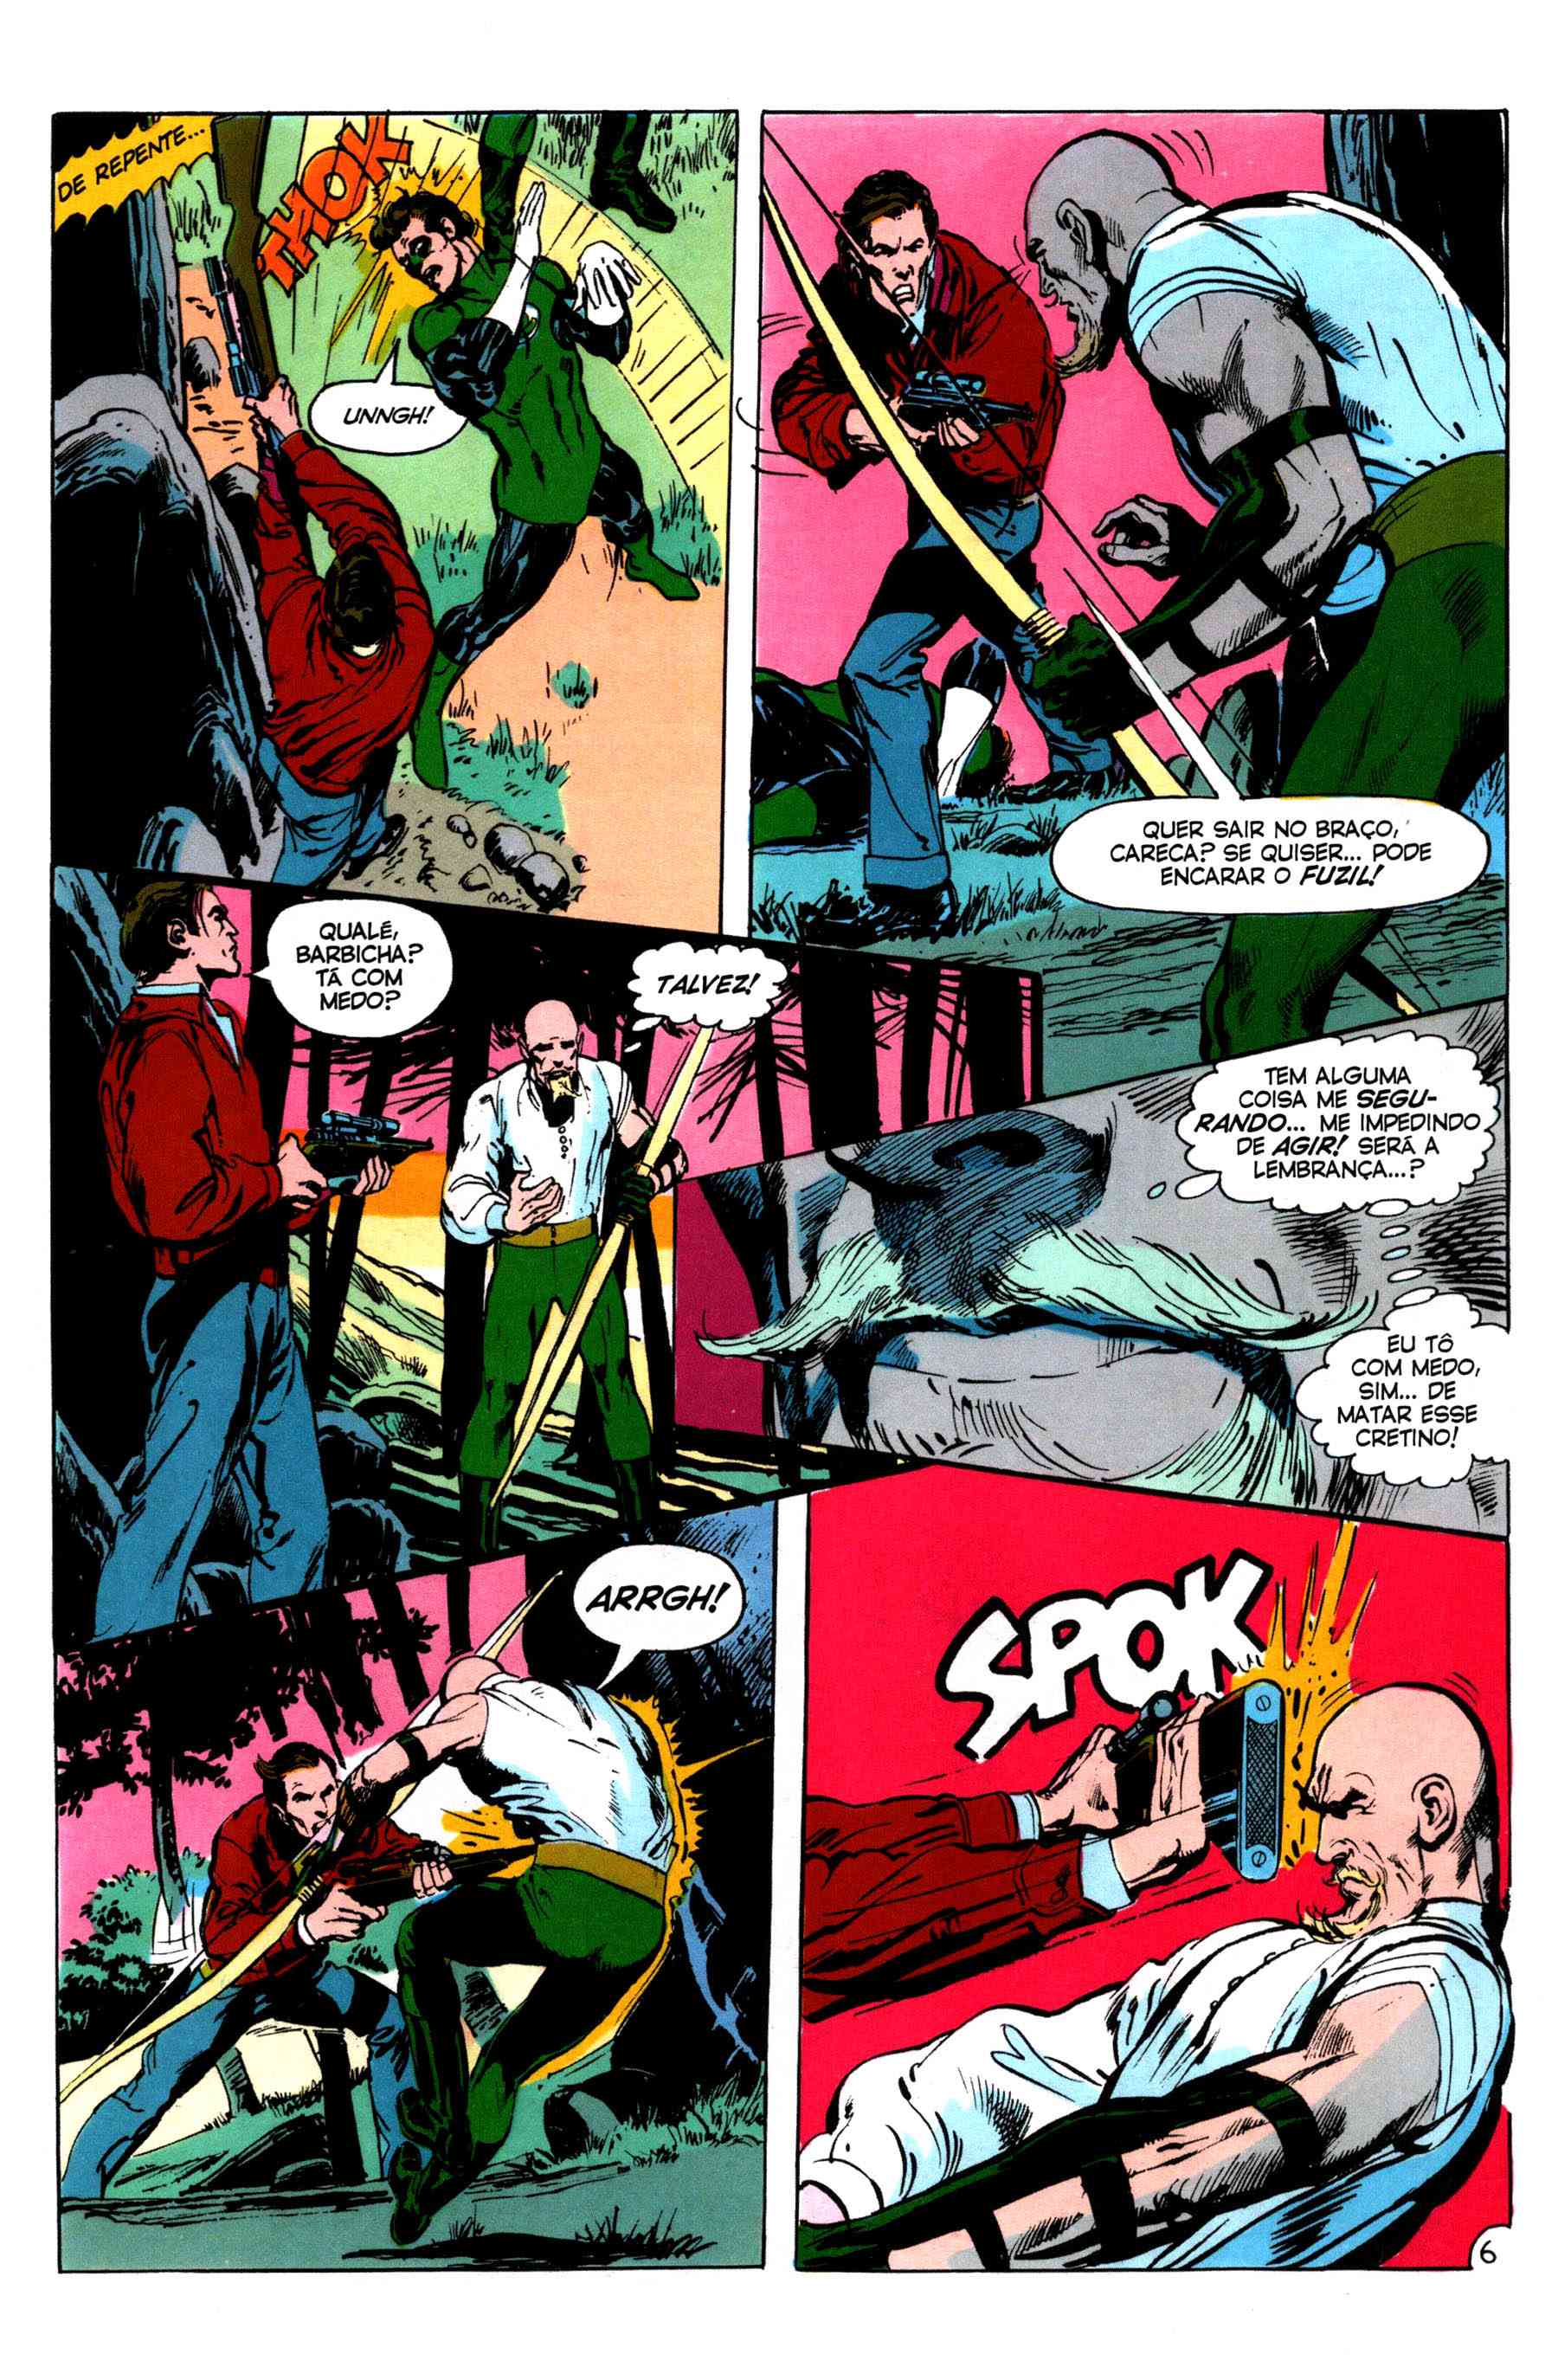 DE REPENTE...
THOK
UNNGH!
QUER SAIR NO BRAÇO,
CARECA? SE QUISER... PODE
ENCARAR O FUZIL!
QUALÉ,
BARBICHA?
TÁ COM
MEDO?
TALVEZ!
TEM ALGUMA
COISA ME SEGU-
RANDO... ME IMPEDINDO
DE AGIR! SERÁ A
LEMBRANÇA...?
EU TÔ
COM MEDO,
SIM... DE
MATAR ESSE
CRETINO!
ARRGH!
SPOK
6